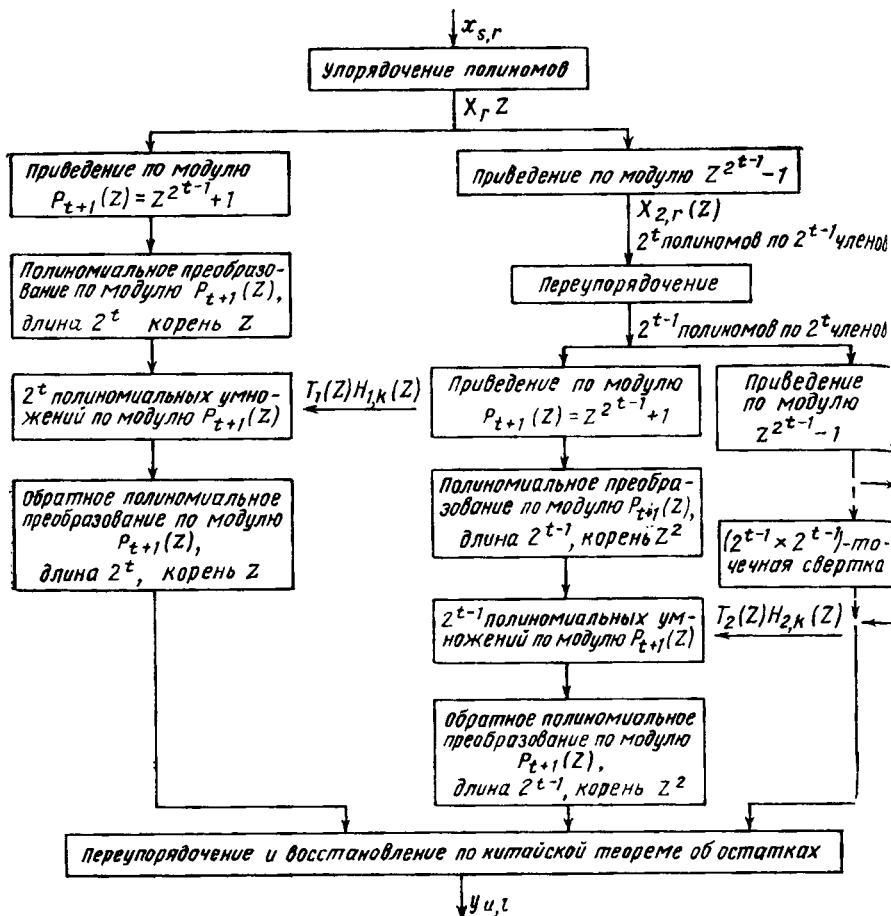 x_{s,r}
Упорядочение полиномов
X_r Z
Приведение по модулю
P_{t+1}(Z) = Z^{2^{t-1}} + 1
Полиномиальное преобразо-
вание по модулю P_{t+1}(Z),
длина 2^t корень Z
2^t полиномиальных умно-
жений по модулю P_{t+1}(Z)
T_1(Z)H_{1,k}(Z)
Обратное полиномиальное
преобразование по модулю
P_{t+1}(Z),
длина 2^t, корень Z
Приведение по модулю Z^{2^{t-1}} - 1
X_{2,r}(Z)
2^t полиномов по 2^{t-1} членов
Переупорядочение
2^{t-1} полиномов по 2^t членов
Приведение по модулю
P_{t+1}(Z) = Z^{2^{t-1}} + 1
Полиномиальное преобра-
зование по модулю P_{t+1}(Z),
длина 2^{t-1}, корень Z^2
2^{t-1} полиномиальных ум-
ножений по модулю P_{t+1}(Z)
T_2(Z)H_{2,k}(Z)
Обратное полиномиальное
преобразование по модулю
P_{t+1}(Z),
длина 2^{t-1}, корень Z^2
Приведение
по модулю
Z^{2^{t-1}} - 1
(2^{t-1} × 2^{t-1})-то-
чечная свертка
Переупорядочение и восстановление по китайской теореме об остатках
y_{u,l}